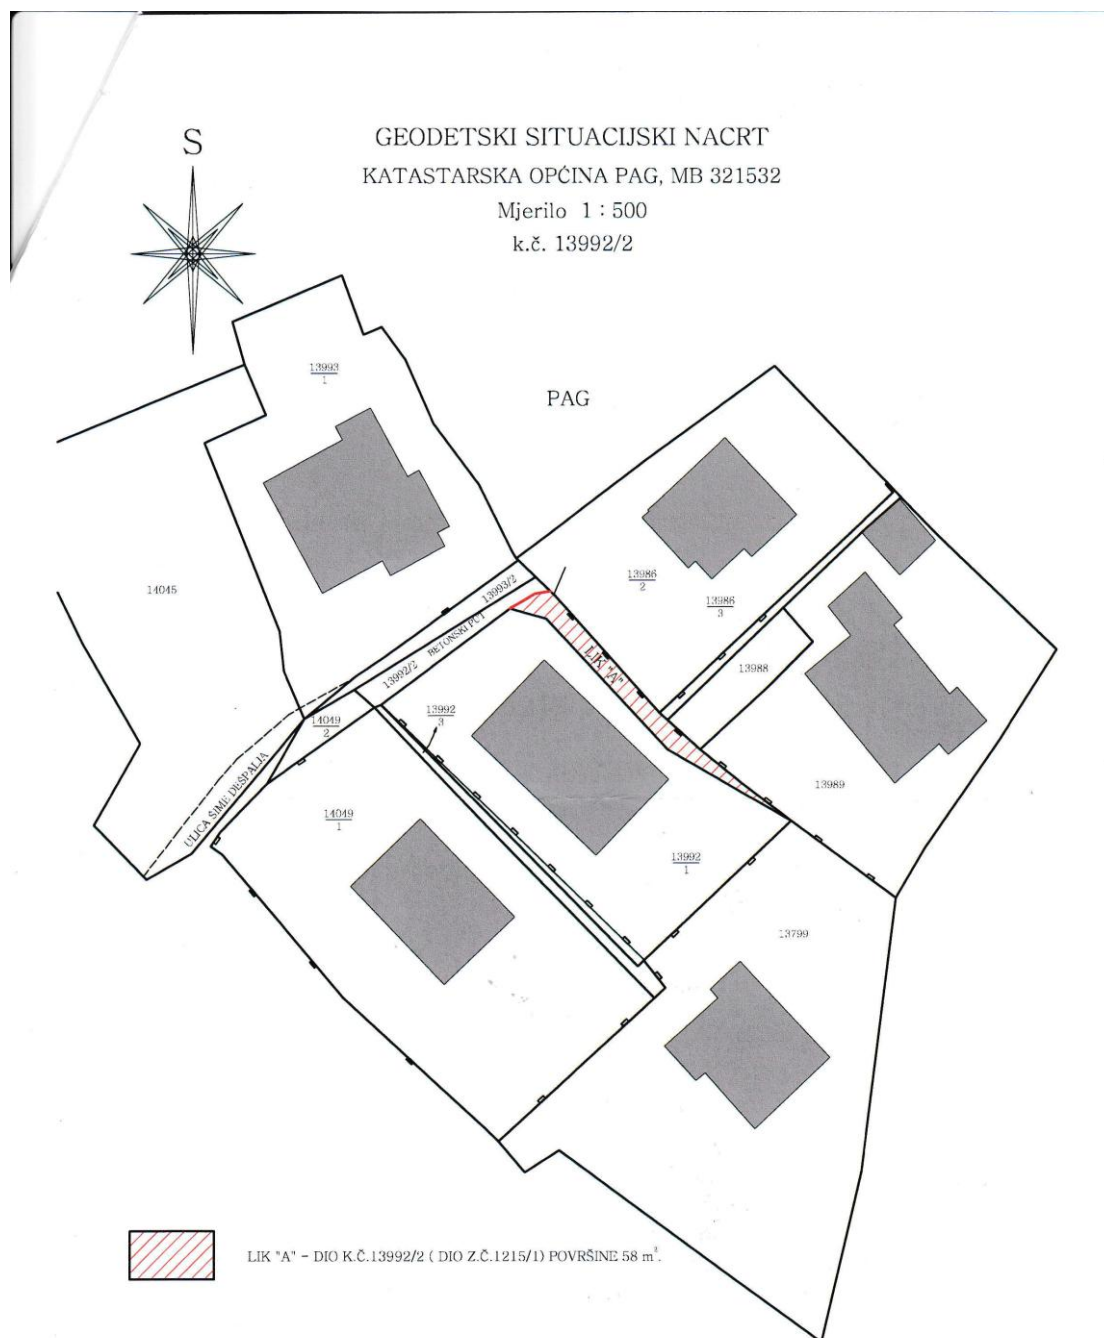 S
GEODETSKI SITUACIJSKI NACRT
KATASTARSKA OPĆINA PAG, MB 321532
Mjerilo 1 : 500
k.č. 13992/2
13993
1
PAG
14045
13993/2
13986
2
13986
3
BETONSKI PUT
LIK "A"
13992/2
13988
13992
3
14049
2
ULICA ŠIME DEŠPALJA
13989
14049
1
13992
1
13799
LIK "A" - DIO K.Č.13992/2 ( DIO Z.Č.1215/1) POVRŠINE 58 m².